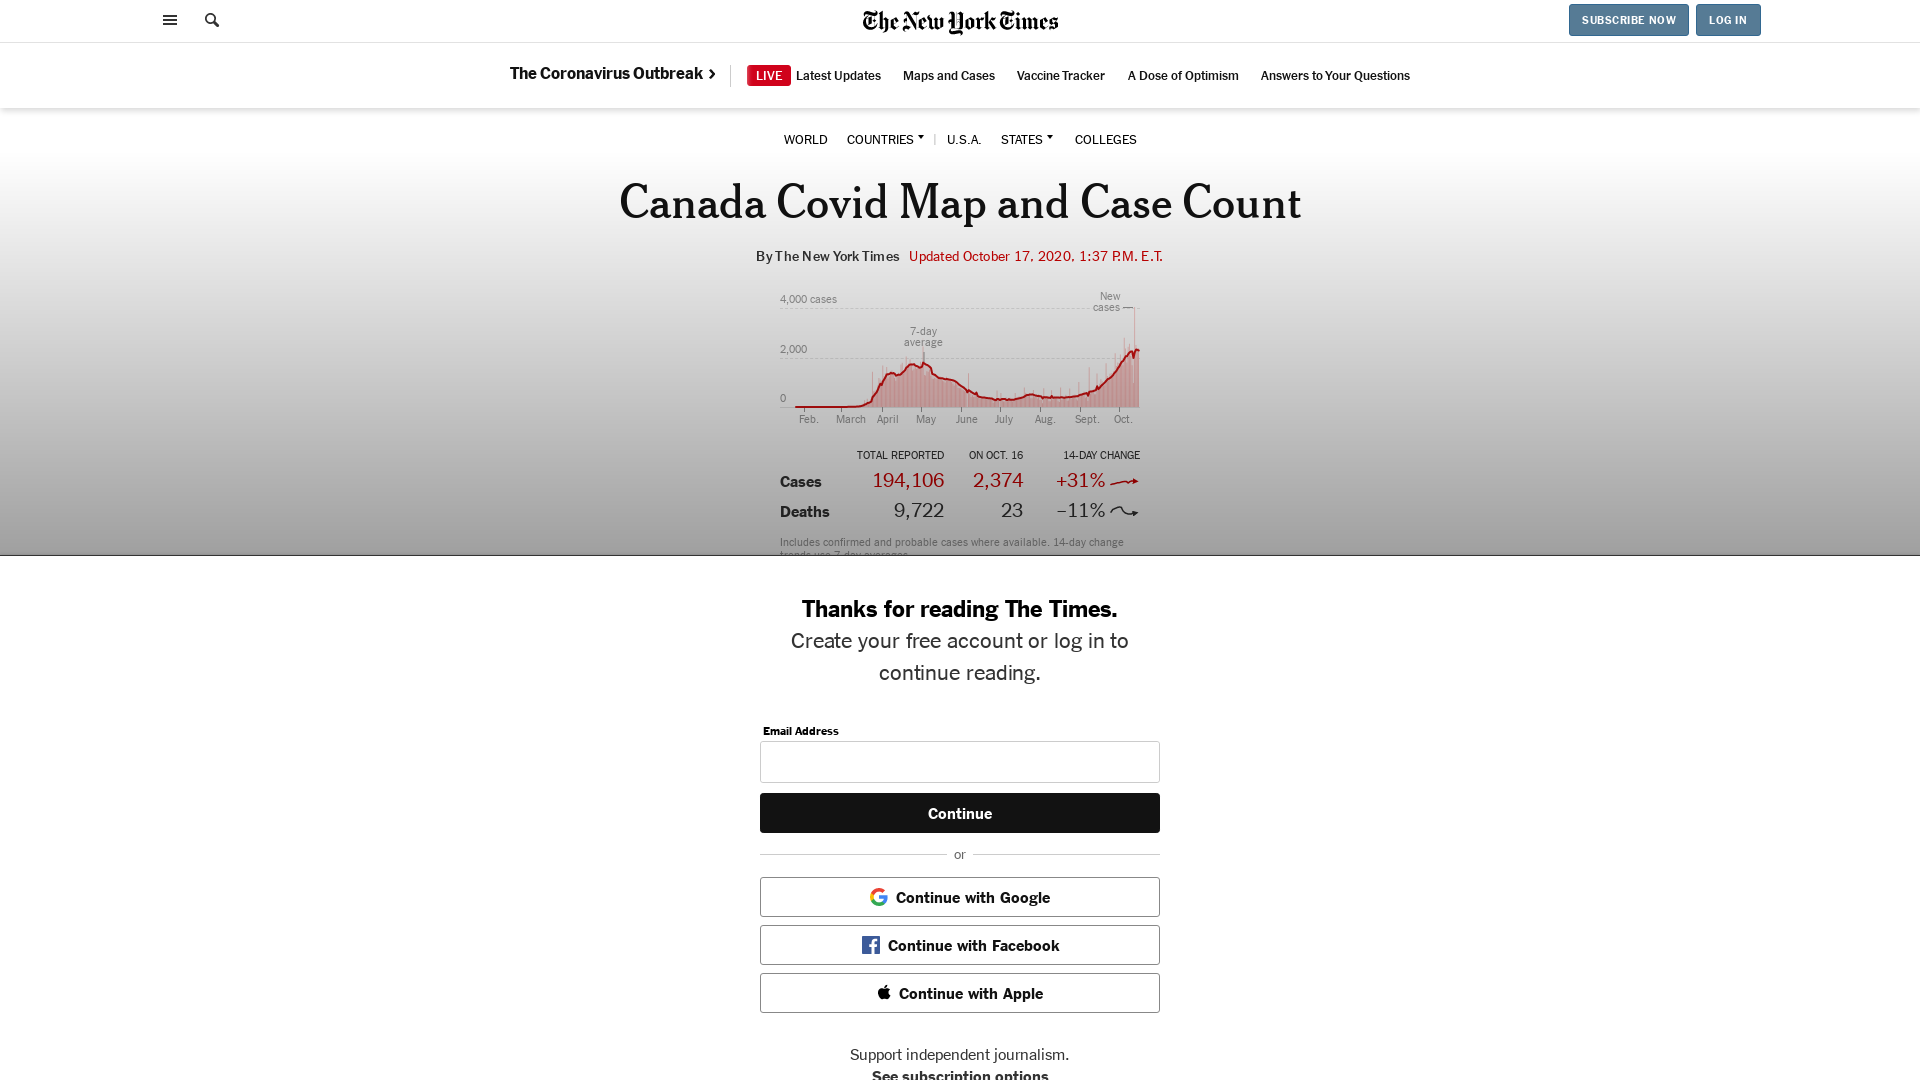 The New York Times
SUBSCRIBE NOW
LOG IN
The Coronavirus Outbreak ›
LIVE Latest Updates
Maps and Cases
Vaccine Tracker
A Dose of Optimism
Answers to Your Questions
WORLD
COUNTRIES
U.S.A.
STATES
COLLEGES
Canada Covid Map and Case Count
By The New York Times Updated October 17, 2020, 1:37 P.M. E.T.
4,000 cases
New
cases
7-day
average
2,000
0
Feb. March April May June July Aug. Sept. Oct.
TOTAL REPORTED ON OCT. 16 14-DAY CHANGE
Cases 194,106 2,374 +31%
Deaths 9,722 23 –11%
Includes confirmed and probable cases where available. 14-day change
trends use 7-day averages.
Thanks for reading The Times.
Create your free account or log in to
continue reading.
Email Address
Continue
or
Continue with Google
Continue with Facebook
Continue with Apple
Support independent journalism.
See subscription options